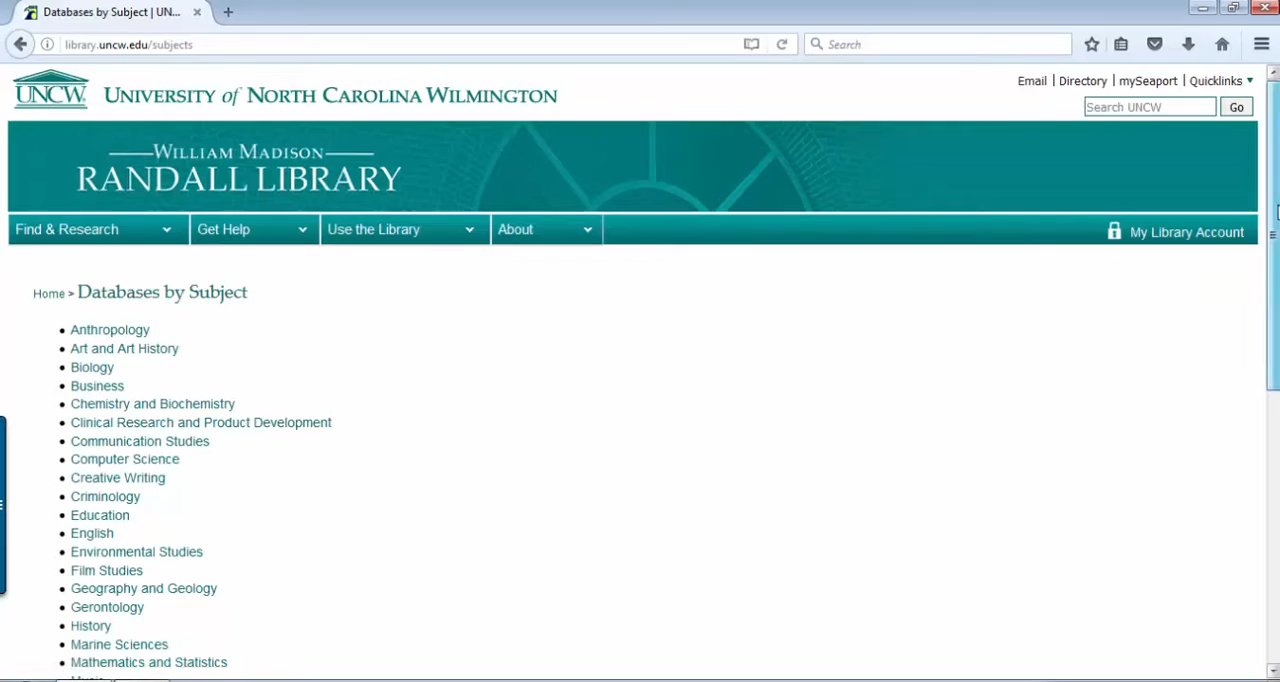 Databases by Subject | UN...
library.uncw.edu/subjects
Search
Email | Directory | mySeaport | Quicklinks
UNCW UNIVERSITY of NORTH CAROLINA WILMINGTON
Search UNCW Go
WILLIAM MADISON
RANDALL LIBRARY
Find & Research Get Help Use the Library About My Library Account
Home > Databases by Subject
Anthropology
Art and Art History
Biology
Business
Chemistry and Biochemistry
Clinical Research and Product Development
Communication Studies
Computer Science
Creative Writing
Criminology
Education
English
Environmental Studies
Film Studies
Geography and Geology
Gerontology
History
Marine Sciences
Mathematics and Statistics